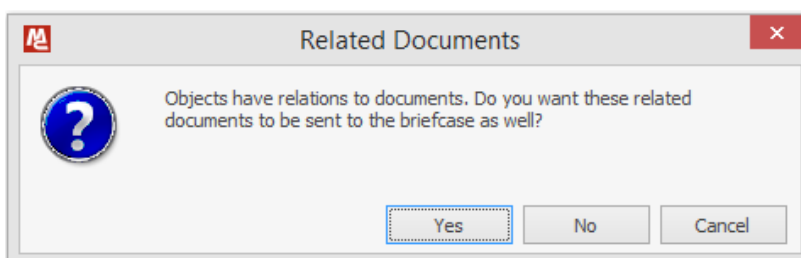 Related Documents
Objects have relations to documents. Do you want these related
documents to be sent to the briefcase as well?
Yes
No
Cancel